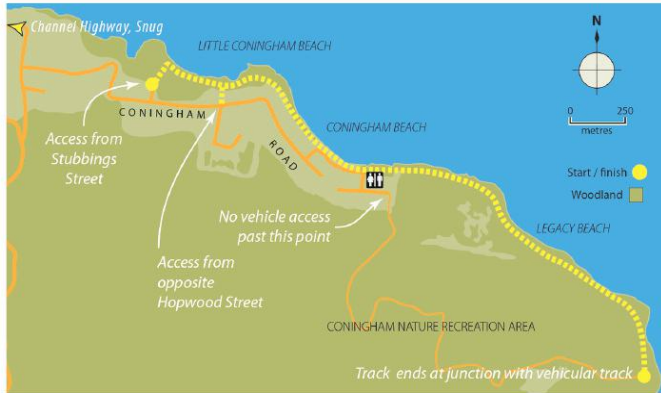 Channel Highway, Snug
LITTLE CONINGHAM BEACH
N
0 250
metres
CONINGHAM
ROAD
Access from
Stubbings
Street
CONINGHAM BEACH
Start / finish
Woodland
No vehicle access
past this point
LEGACY BEACH
Access from
opposite
Hopwood Street
CONINGHAM NATURE RECREATION AREA
Track ends at junction with vehicular track